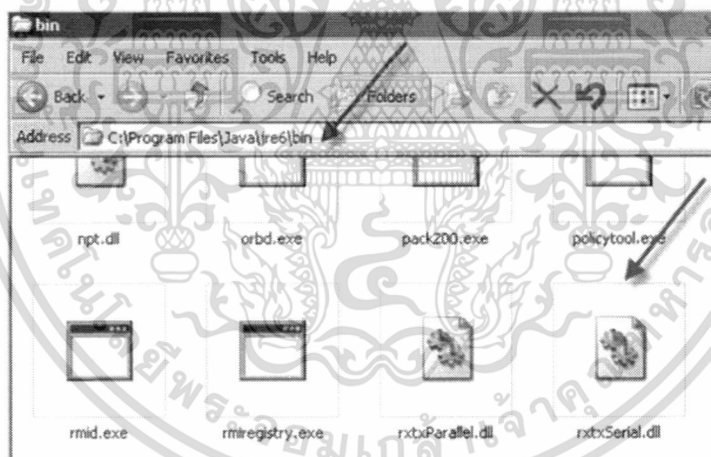 bin
File Edit View Favorites Tools Help
Back Search Folders
Address C:\Program Files\Java\jre6\bin
npt.dll orbd.exe pack200.exe policytool.exe
rmid.exe rmiregistry.exe rxtxParallel.dll rxtxSerial.dll